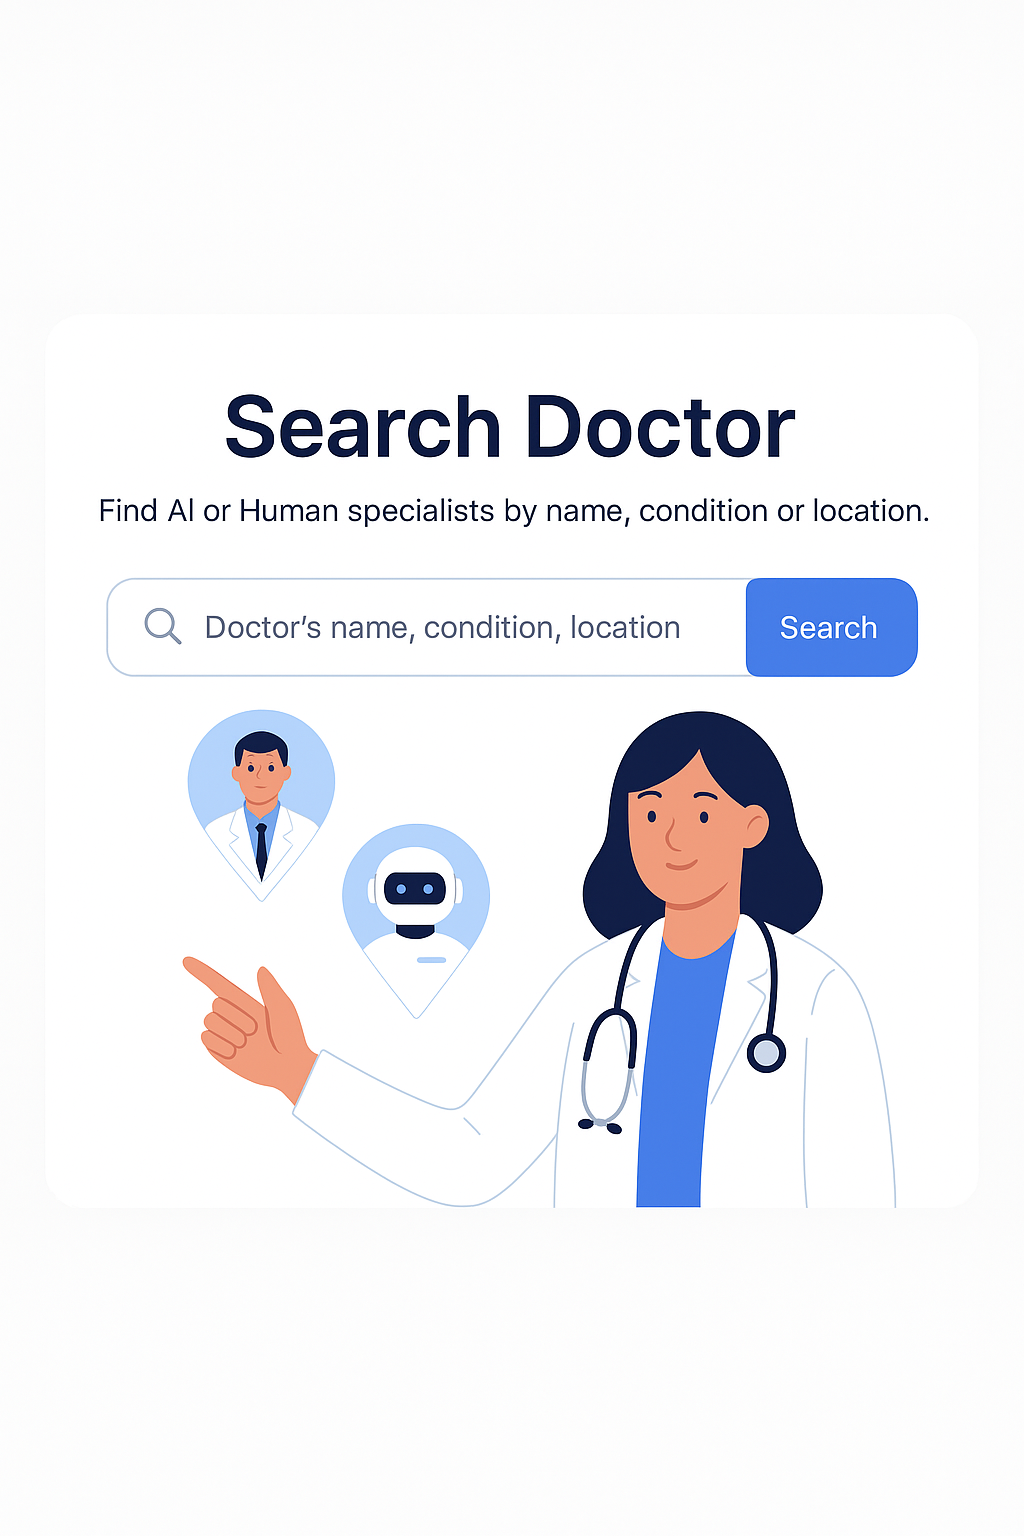 Search Doctor
Find AI or Human specialists by name, condition or location.
Doctor’s name, condition, location
Search